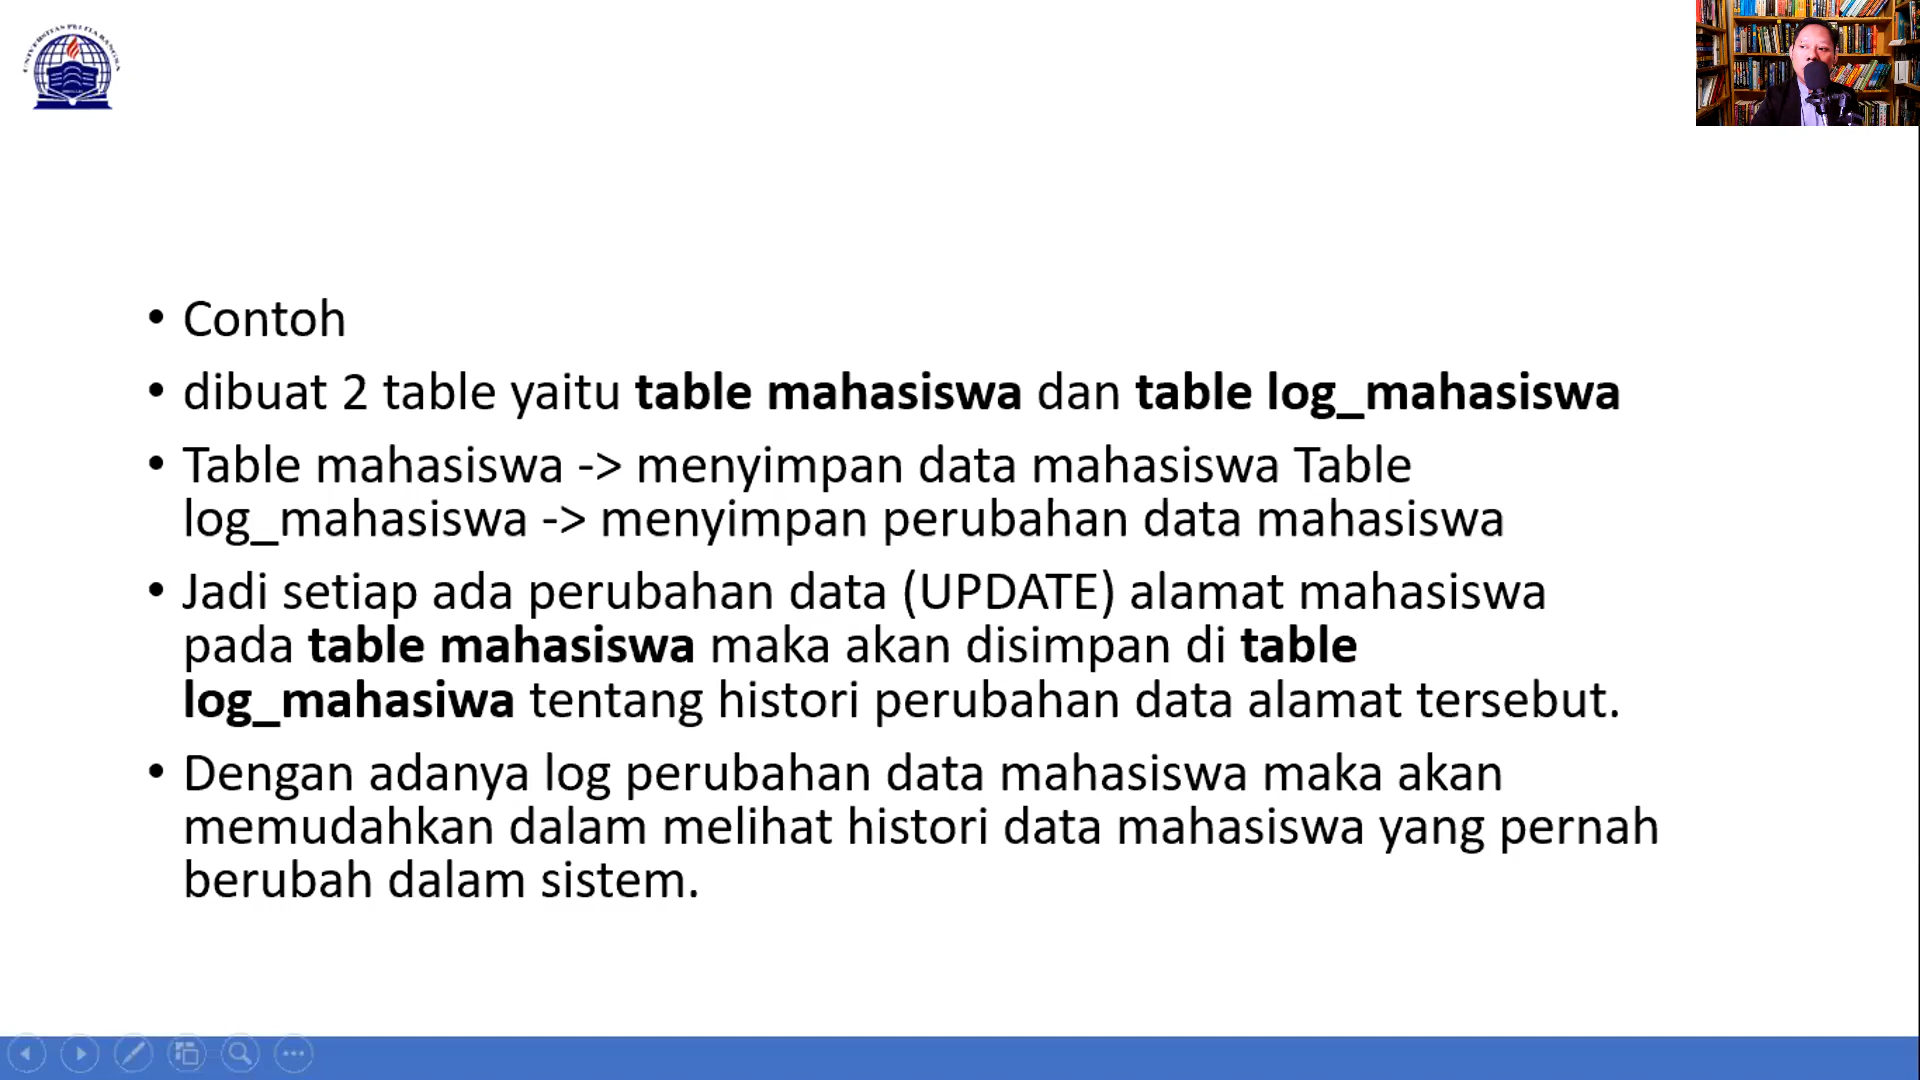 UNIVERSITAS PELITA BANGSA
• Contoh
• dibuat 2 table yaitu table mahasiswa dan table log_mahasiswa
• Table mahasiswa -> menyimpan data mahasiswa Table
log_mahasiswa -> menyimpan perubahan data mahasiswa
• Jadi setiap ada perubahan data (UPDATE) alamat mahasiswa
pada table mahasiswa maka akan disimpan di table
log_mahasiwa tentang histori perubahan data alamat tersebut.
• Dengan adanya log perubahan data mahasiswa maka akan
memudahkan dalam melihat histori data mahasiswa yang pernah
berubah dalam sistem.